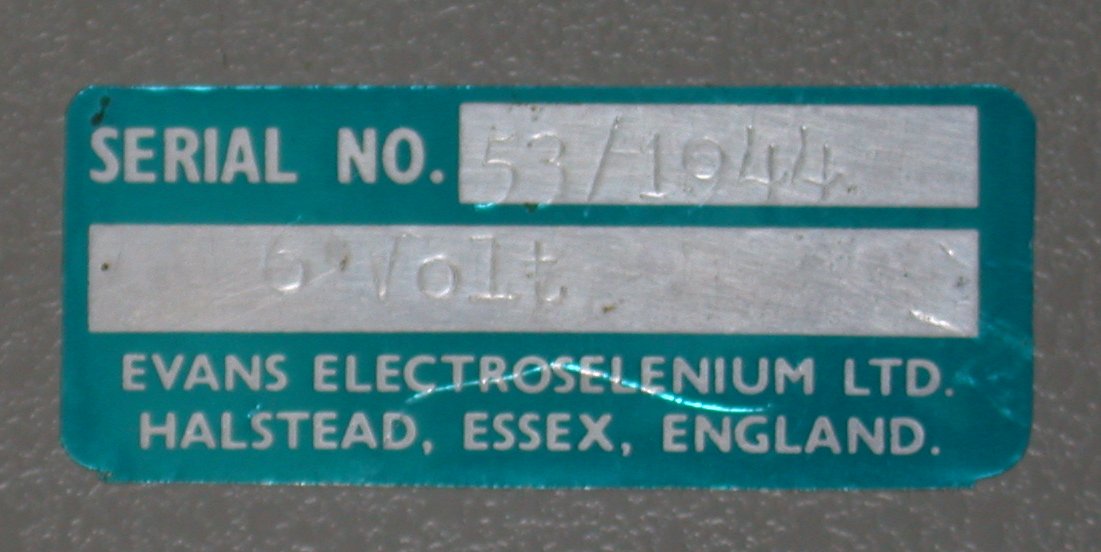 SERIAL NO. 53/1944
6 Volt
EVANS ELECTROSELENIUM LTD.
HALSTEAD, ESSEX, ENGLAND.